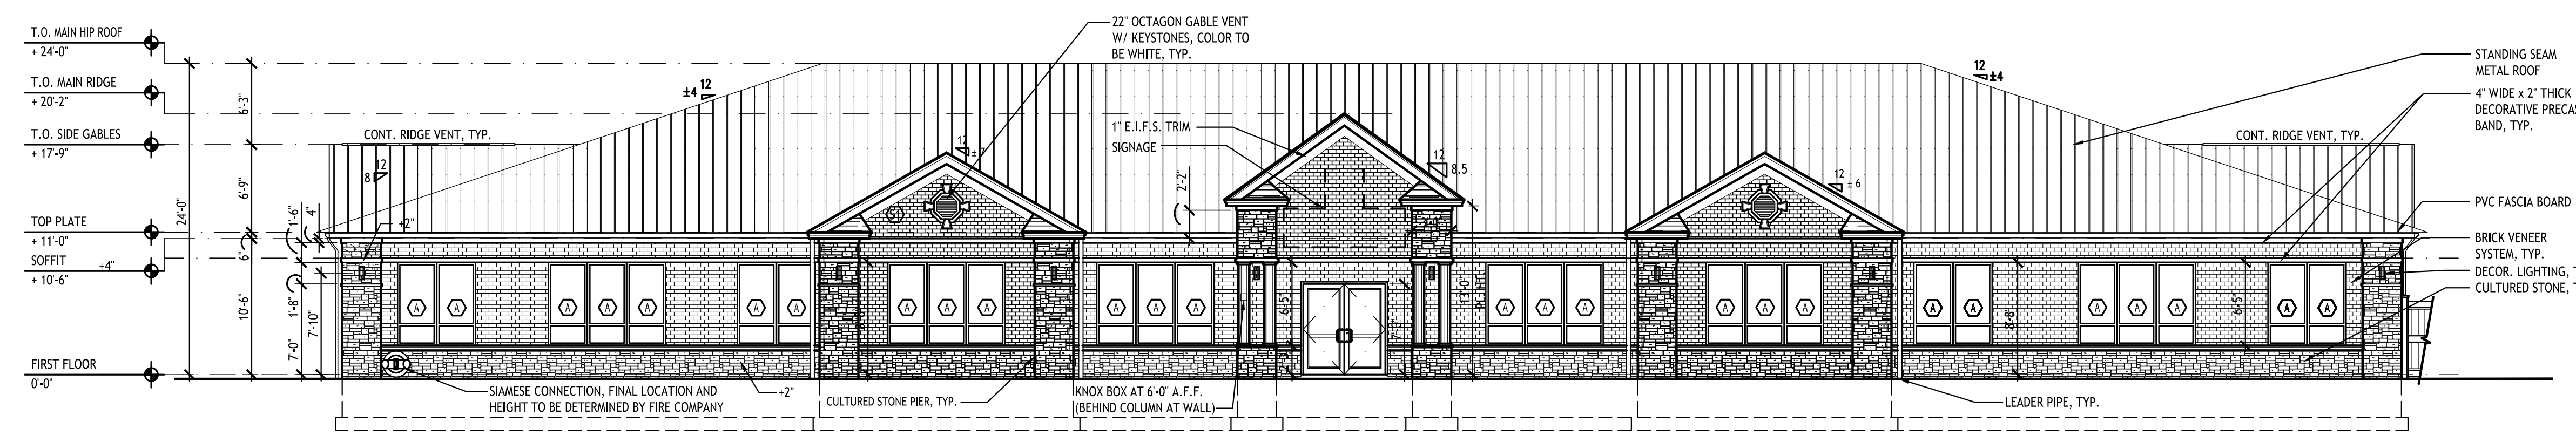 T.O. MAIN HIP ROOF
+ 24'-0"
T.O. MAIN RIDGE
+ 20'-2"
T.O. SIDE GABLES
+ 17'-9"
TOP PLATE
+ 11'-0"
SOFFIT
+4"
+ 10'-6"
FIRST FLOOR
0'-0"
24'-0"
6'-3"
6'-9"
6"
10'-6"
1'-6"
4"
1'-8"
7'-0"
7'-10"
CONT. RIDGE VENT, TYP.
12
8
+2"
±4
12
22" OCTAGON GABLE VENT
W/ KEYSTONES, COLOR TO
BE WHITE, TYP.
12
± 7
1" E.I.F.S. TRIM
SIGNAGE
2'-2"
12
8.5
12
± 6
12
±4
CONT. RIDGE VENT, TYP.
STANDING SEAM
METAL ROOF
4" WIDE x 2" THICK
DECORATIVE PRECAS
BAND, TYP.
PVC FASCIA BOARD
BRICK VENEER
SYSTEM, TYP.
DECOR. LIGHTING, T
CULTURED STONE, T
A A A A A A A A A A A A A
A A A A A A A A A A A A A
6'-5"
7'-0"
13'-0"
PL. HT.
8'-8"
6'-5"
SIAMESE CONNECTION, FINAL LOCATION AND
HEIGHT TO BE DETERMINED BY FIRE COMPANY
+2"
CULTURED STONE PIER, TYP.
KNOX BOX AT 6'-0" A.F.F.
(BEHIND COLUMN AT WALL)
LEADER PIPE, TYP.